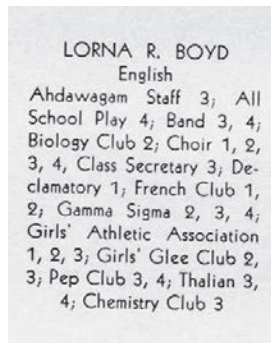 LORNA R. BOYD
English
Ahdawagam Staff 3; All
School Play 4; Band 3, 4;
Biology Club 2; Choir 1, 2,
3, 4, Class Secretary 3; De-
clamatory 1; French Club 1,
2; Gamma Sigma 2, 3, 4;
Girls' Athletic Association
1, 2, 3; Girls' Glee Club 2,
3; Pep Club 3, 4; Thalian 3,
4; Chemistry Club 3